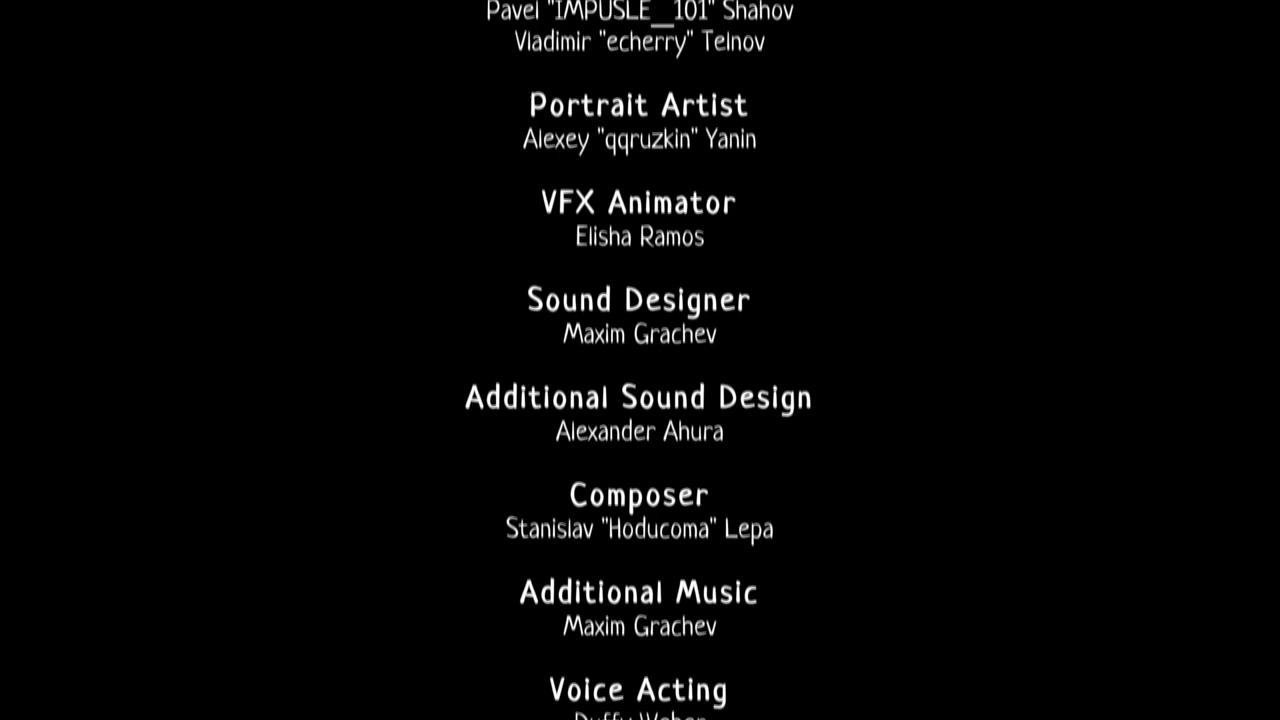 Pavel "IMPUSLE_101" Shahov
Vladimir "echerry" Telnov
Portrait Artist
Alexey "qqruzkin" Yanin
VFX Animator
Elisha Ramos
Sound Designer
Maxim Grachev
Additional Sound Design
Alexander Ahura
Composer
Stanislav "Hoducoma" Lepa
Additional Music
Maxim Grachev
Voice Acting